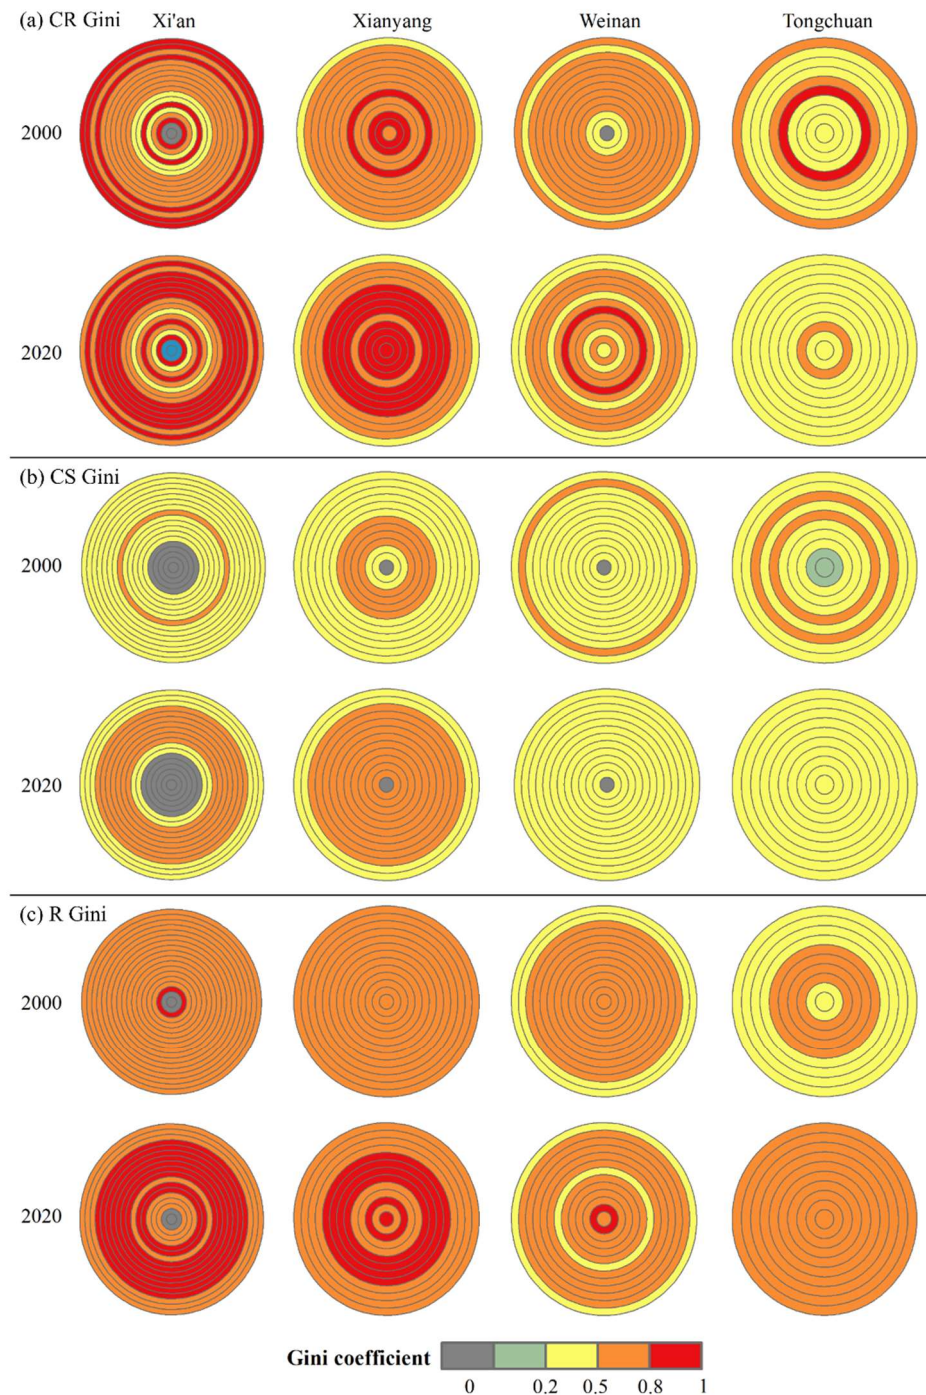 (a) CR Gini
Xi'an Xianyang Weinan Tongchuan
2000
2020
(b) CS Gini
2000
2020
(c) R Gini
2000
2020
Gini coefficient
0 0.2 0.5 0.8 1